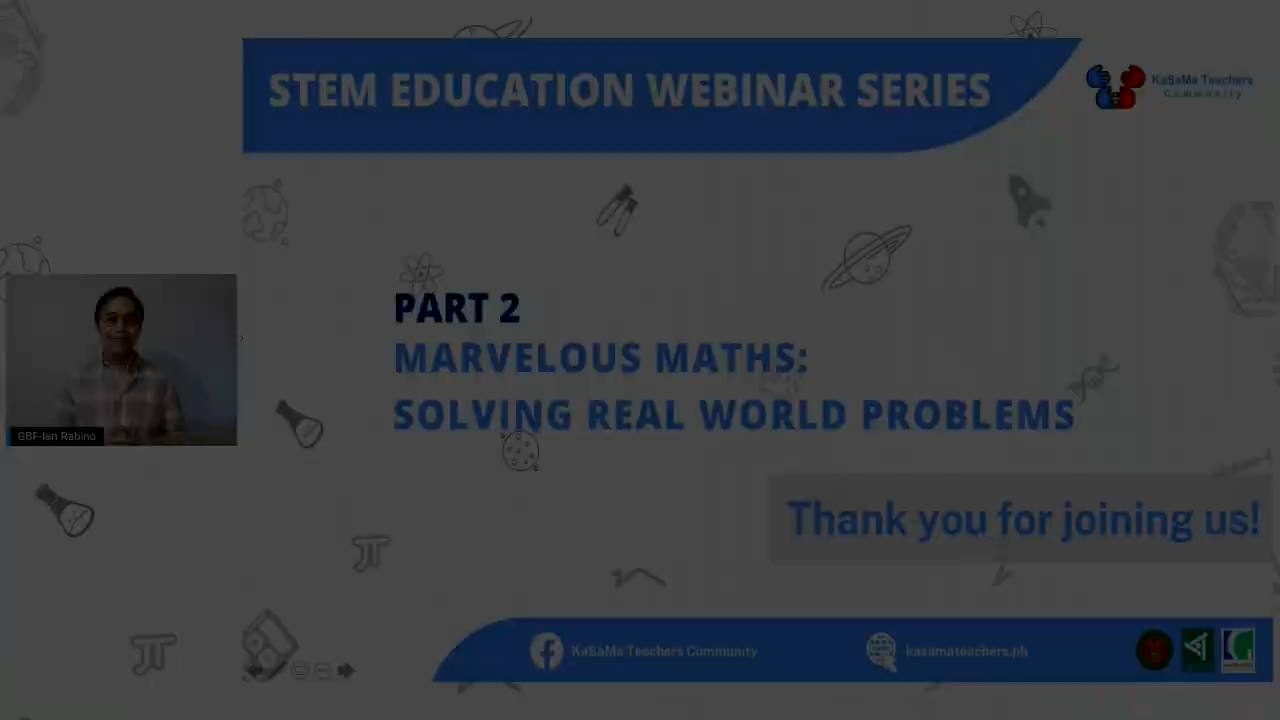 STEM EDUCATION WEBINAR SERIES
KaSaMa Teachers
Community
PART 2
MARVELOUS MATHS:
SOLVING REAL WORLD PROBLEMS
GBF-Ian Rabino
Thank you for joining us!
KaSaMa Teachers Community
kasamateachers.ph